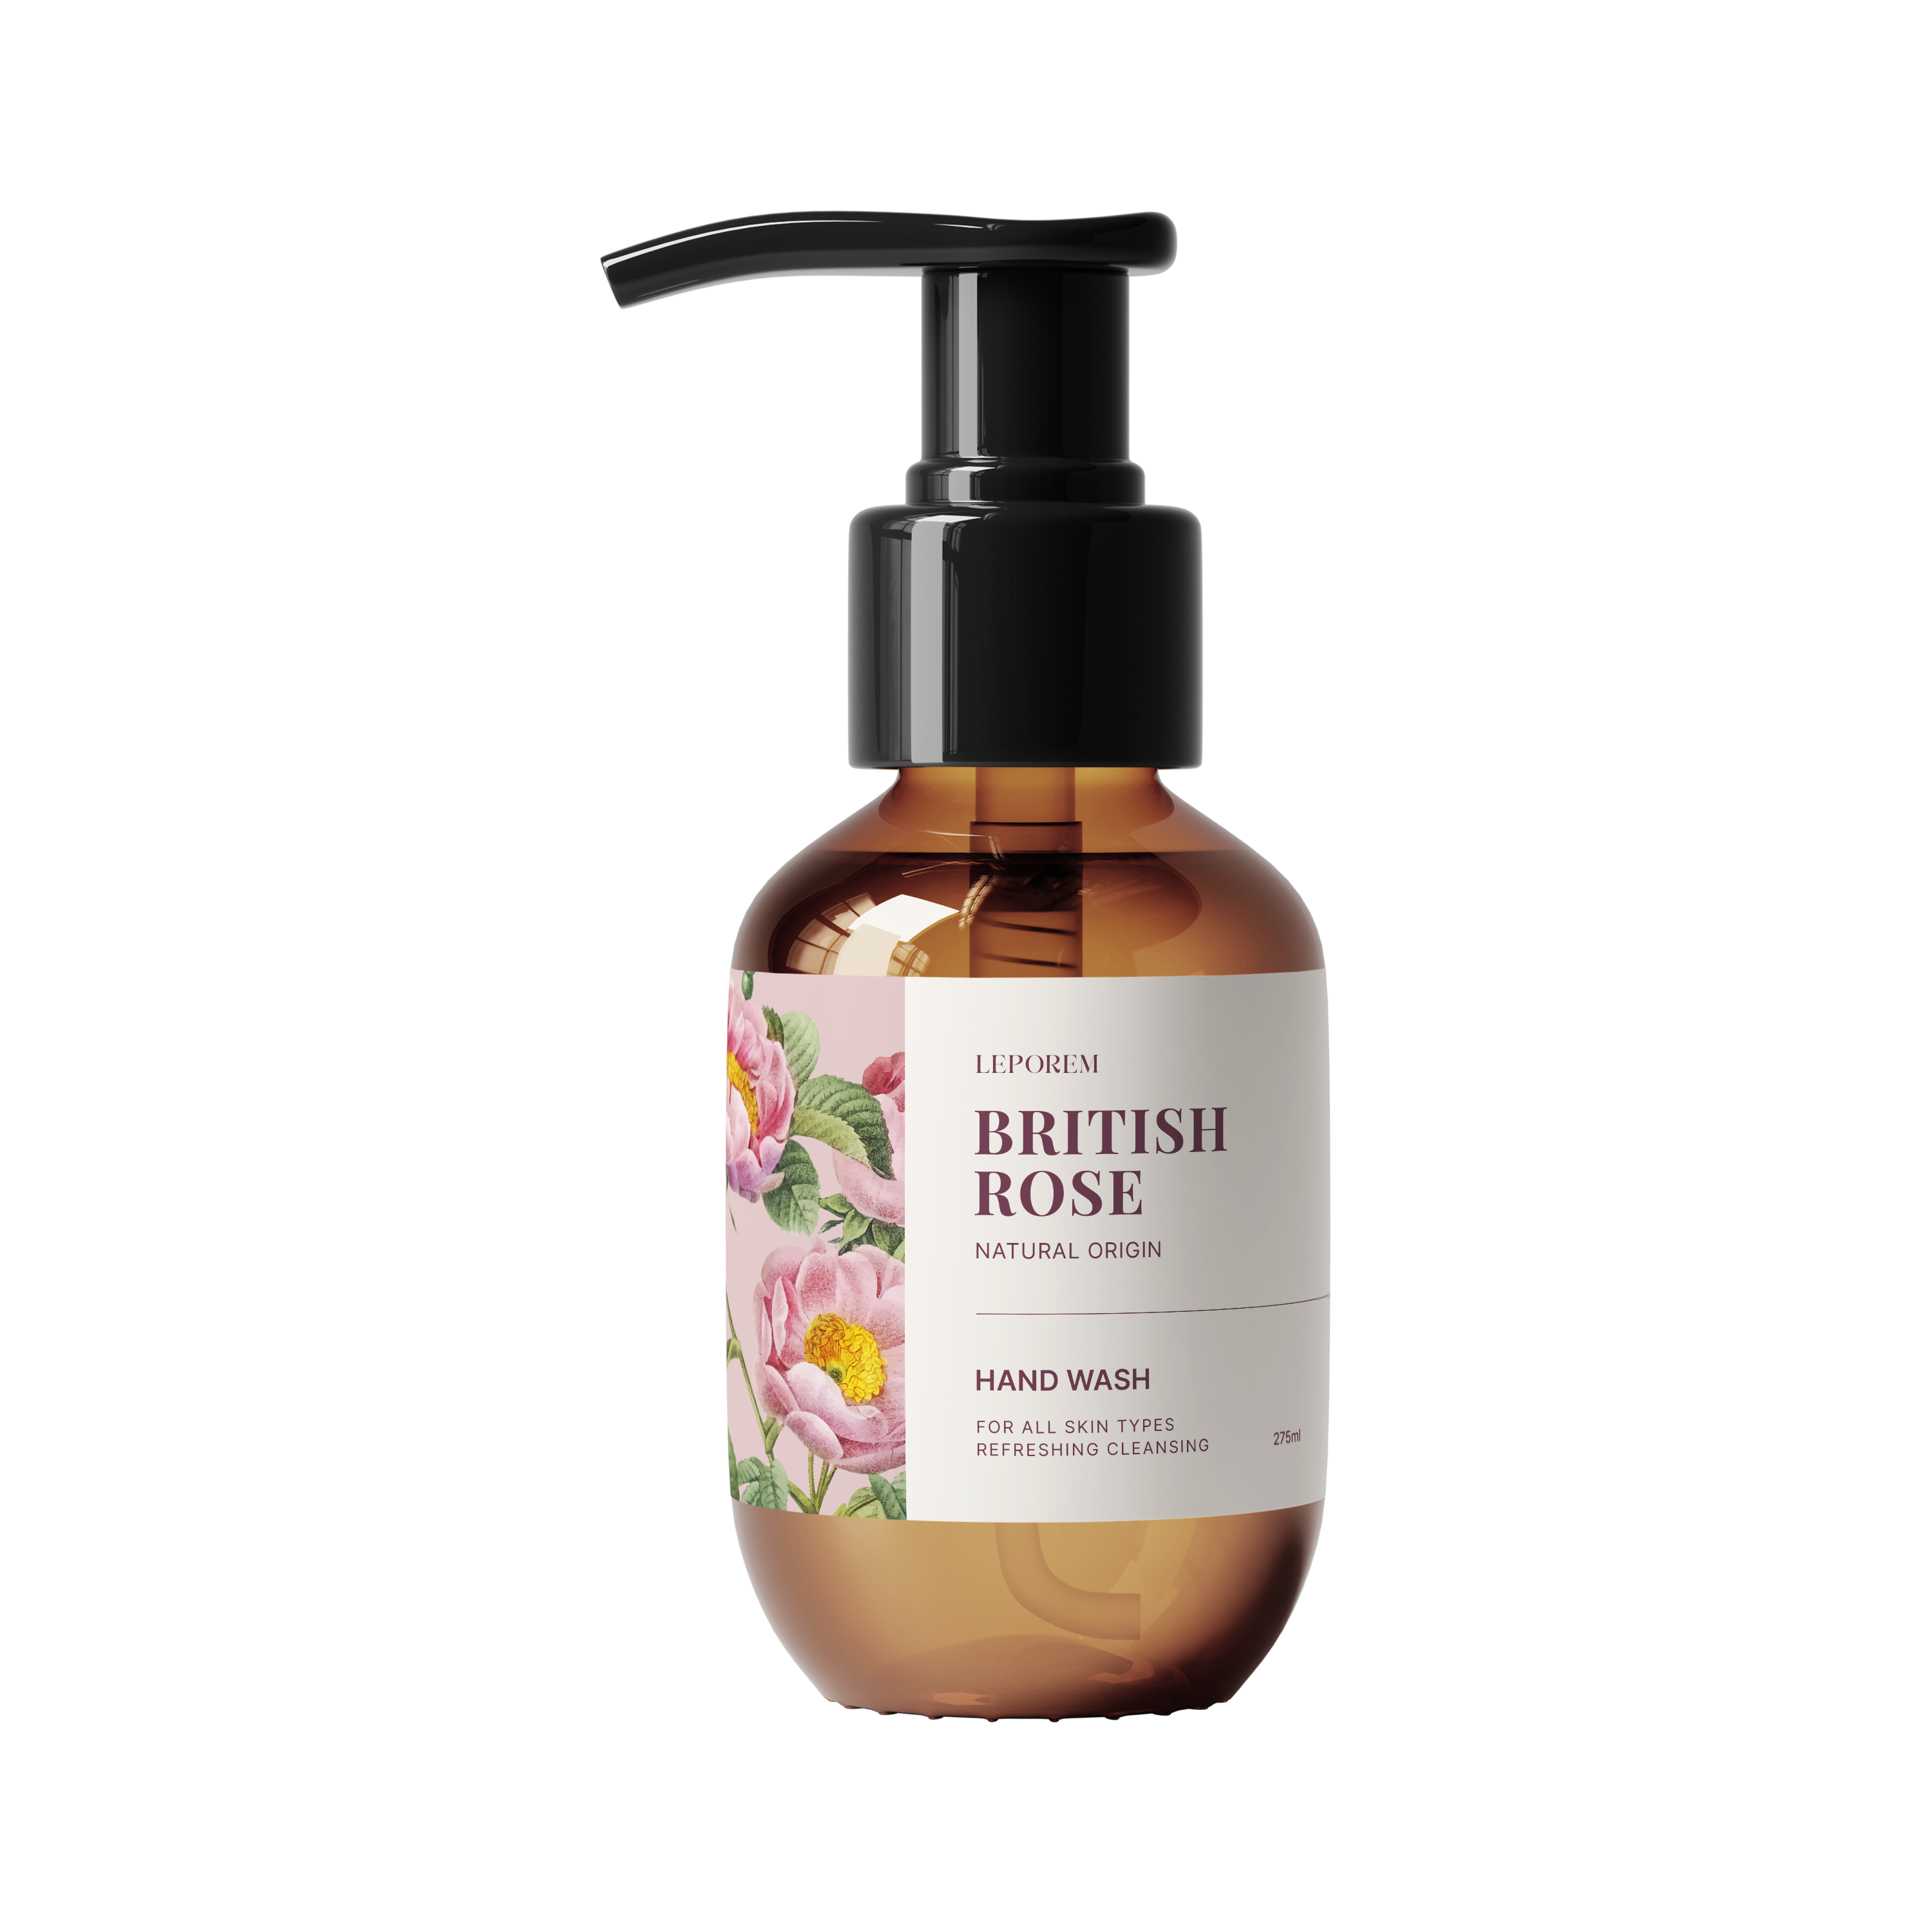 LEPOREM
BRITISH
ROSE
NATURAL ORIGIN
HAND WASH
FOR ALL SKIN TYPES
REFRESHING CLEANSING
275ml